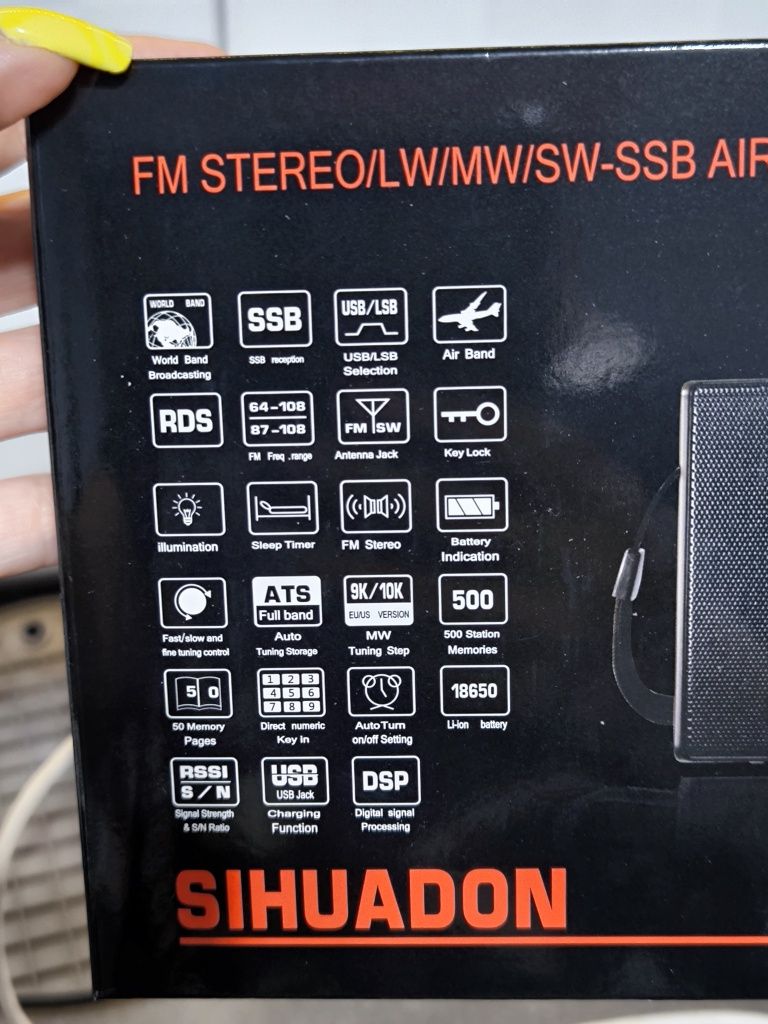 FM STEREO/LW/MW/SW-SSB AIR
WORLD BAND
SSB
USB/LSB
World Band
Broadcasting
SSB reception
USB/LSB
Selection
Air Band
RDS
64-108
87-108
FM SW
FM Freq .range
Antenna Jack
Key Lock
illumination
Sleep Timer
FM Stereo
Battery
Indication
ATS
Full band
9K/10K
EU/US VERSION
500
Fast/slow and
fine tuning control
Auto
Tuning Storage
MW
Tuning Step
500 Station
Memories
5 0
1 2 3
4 5 6
7 8 9
18650
50 Memory
Pages
Direct numeric
Key in
Auto Turn
on/off Setting
Li-ion battery
RSSI
S/N
USB
USB Jack
DSP
Signal Strength
& S/N Ratio
Charging
Function
Digital signal
Processing
SIHUADON